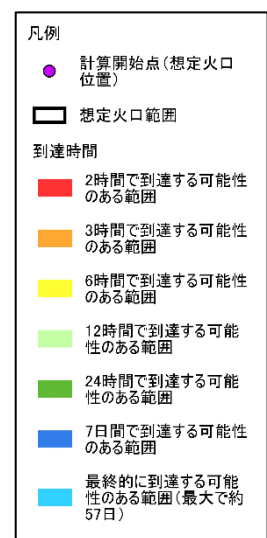 凡例
計算開始点(想定火口
位置)
想定火口範囲
到達時間
2時間で到達する可能性
のある範囲
3時間で到達する可能性
のある範囲
6時間で到達する可能性
のある範囲
12時間で到達する可能
性のある範囲
24時間で到達する可能
性のある範囲
7日間で到達する可能性
のある範囲
最終的に到達する可能
性のある範囲(最大で約
57日)